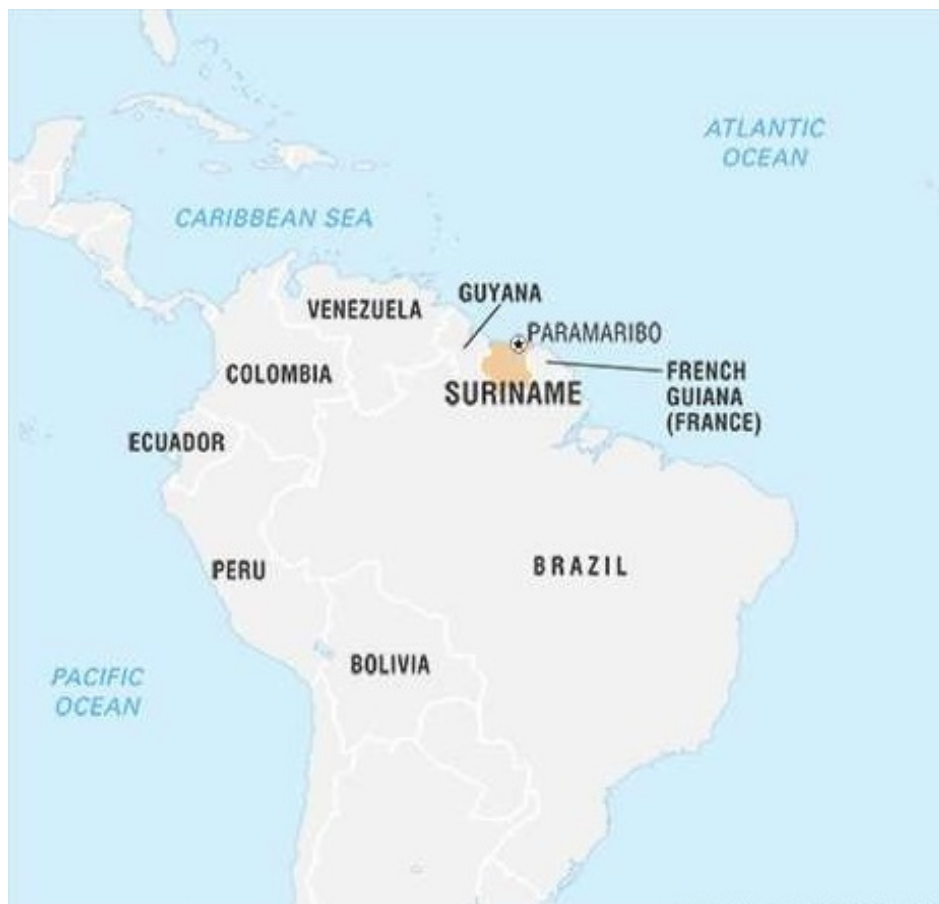 ATLANTIC
OCEAN
CARIBBEAN SEA
GUYANA
VENEZUELA
PARAMARIBO
COLOMBIA
FRENCH
GUIANA
(FRANCE)
SURINAME
ECUADOR
BRAZIL
PERU
BOLIVIA
PACIFIC
OCEAN